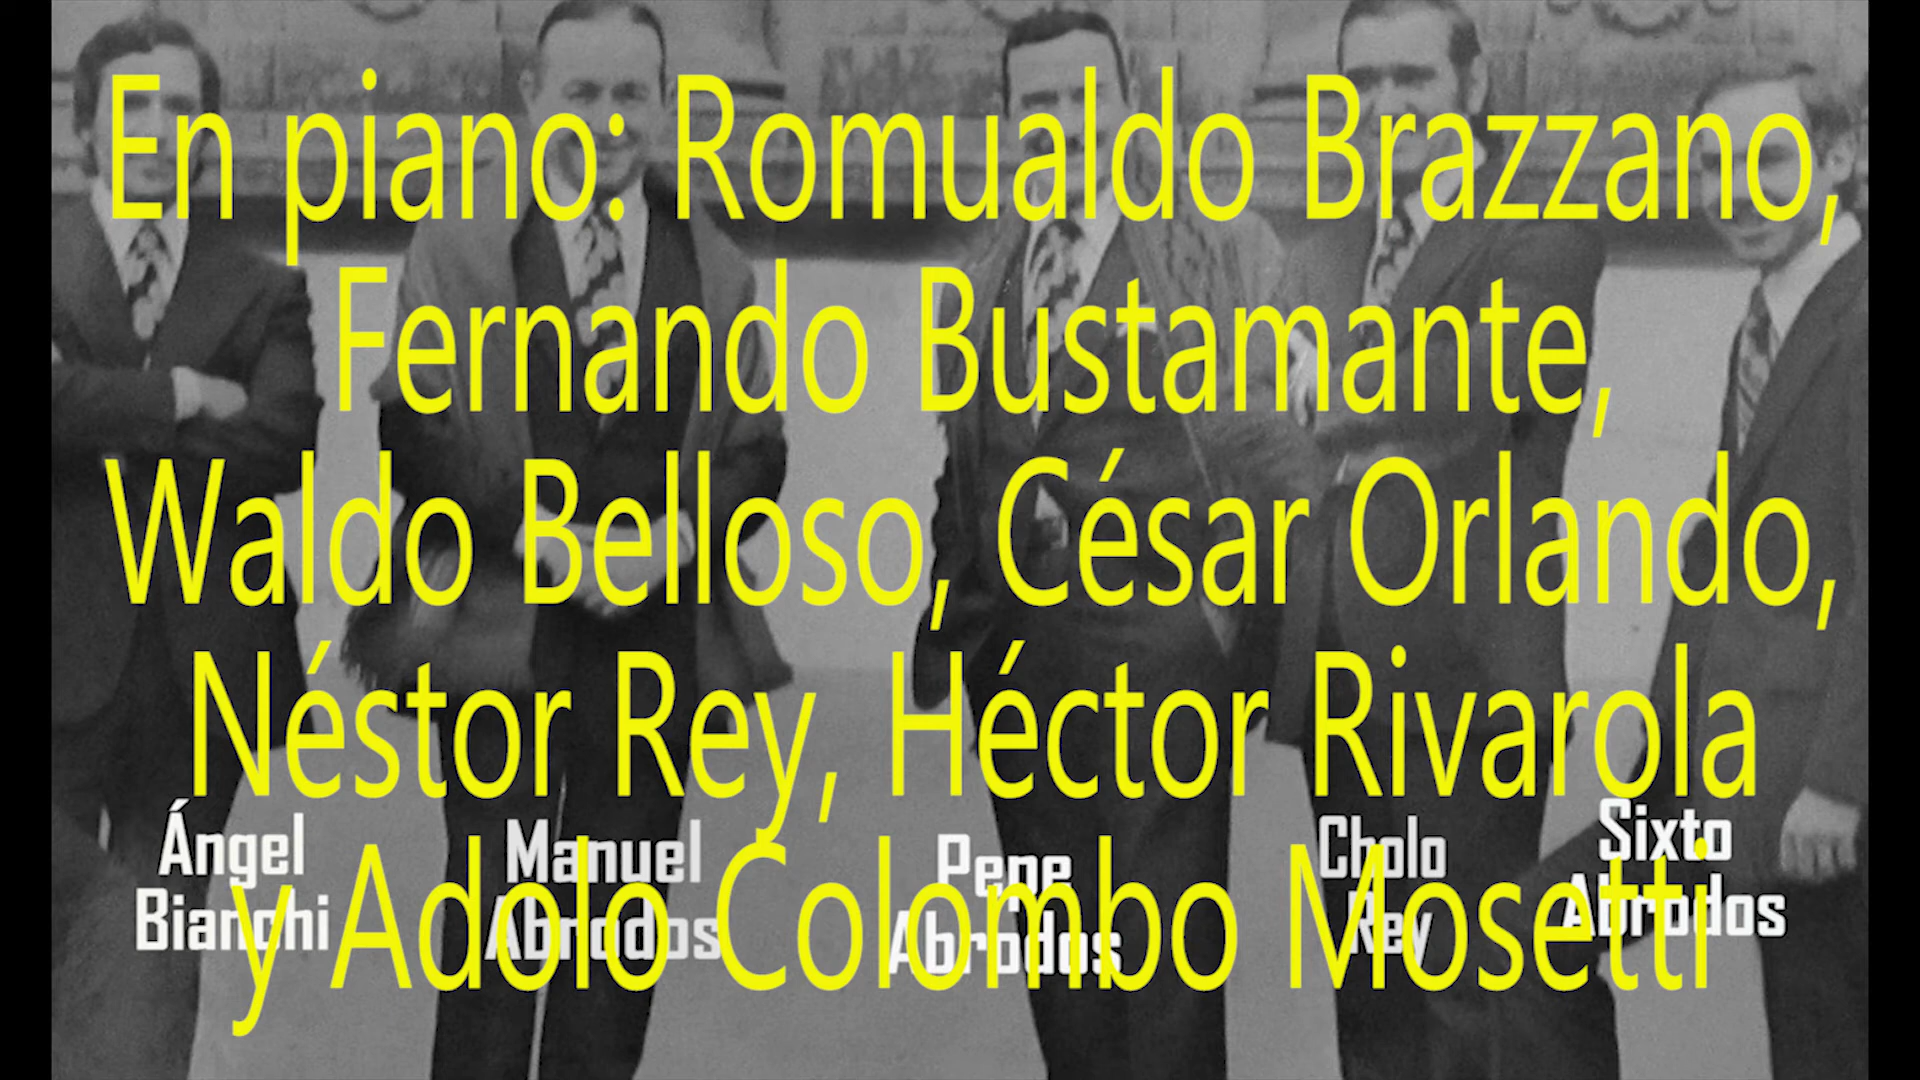 En piano: Romualdo Brazzano,
Fernando Bustamante,
Waldo Belloso, César Orlando,
Néstor Rey, Héctor Rivarola
y Adolo Colombo Mosetti
Ángel
Bianchi
Manuel
Abrodos
Pepe
Abrodos
Cholo
Rey
Sixto
Abrodos